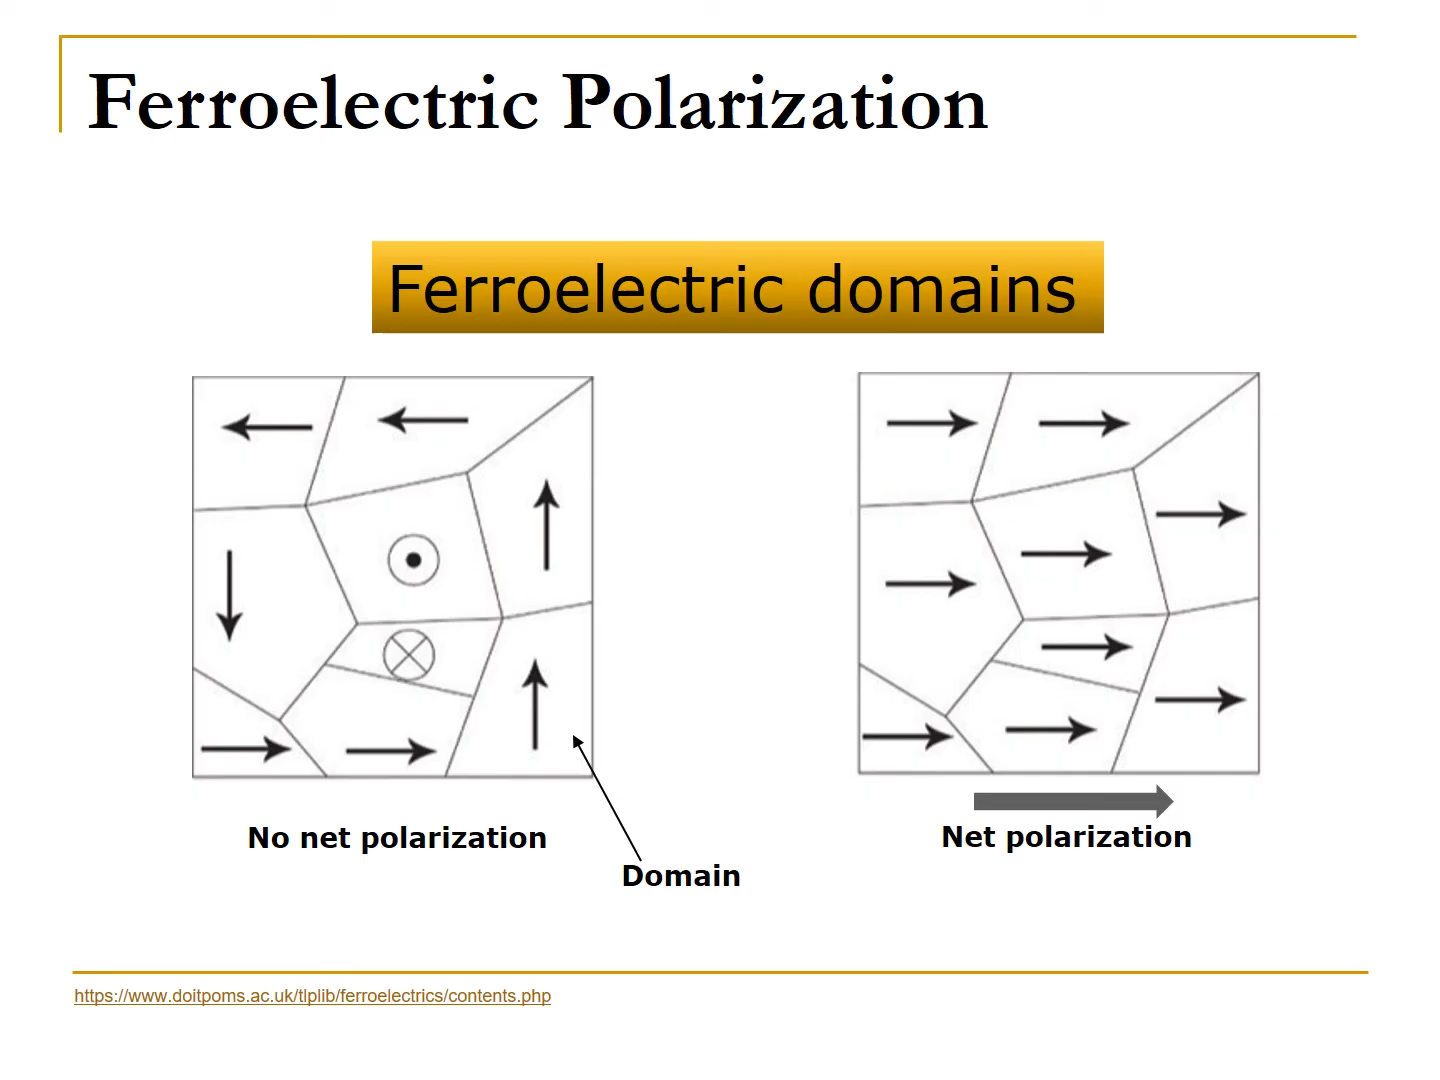 Ferroelectric Polarization
Ferroelectric domains
No net polarization
Domain
Net polarization
https://www.doitpoms.ac.uk/tlplib/ferroelectrics/contents.php